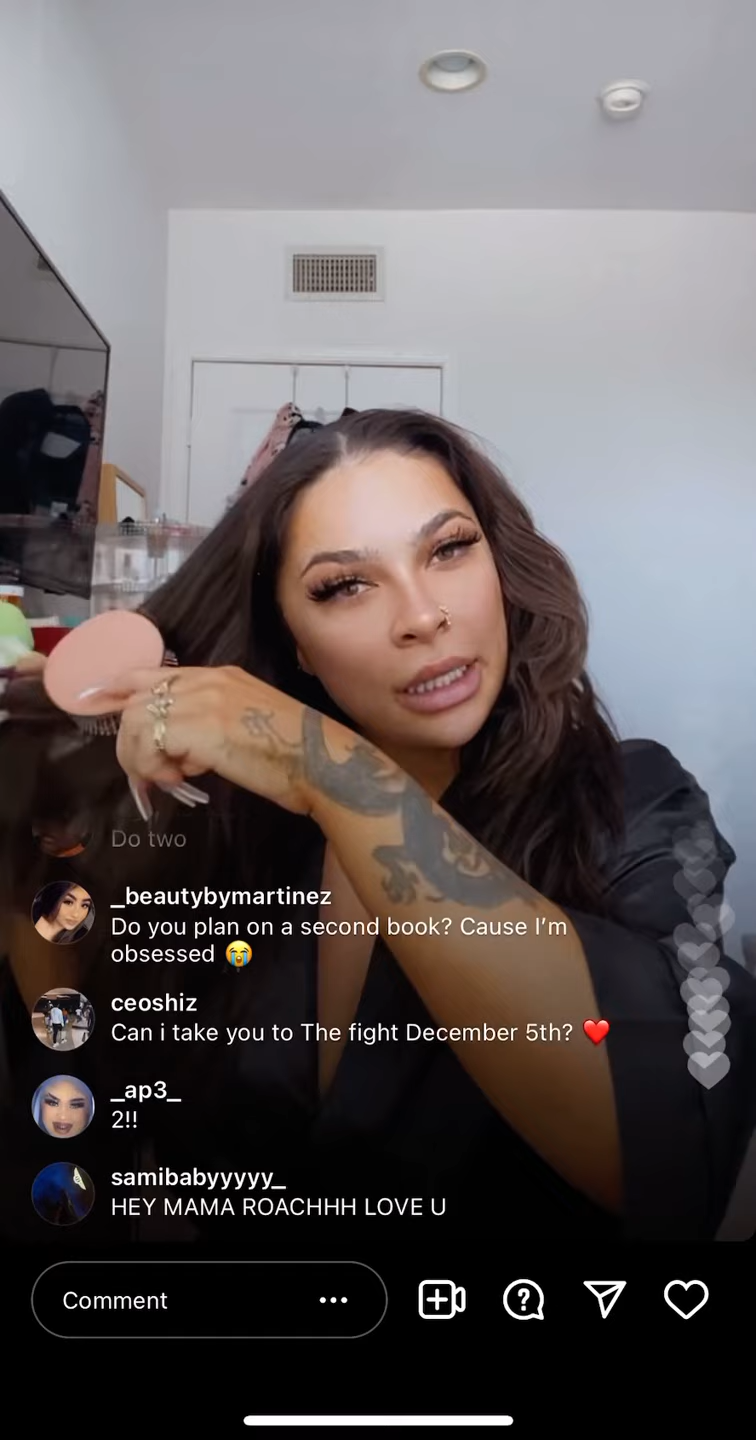 Do two
_beautybymartinez
Do you plan on a second book? Cause I’m
obsessed 😭
ceoshiz
Can i take you to The fight December 5th? ❤️
_ap3_
2!!
samibabyyyyy_
HEY MAMA ROACHHH LOVE U
Comment